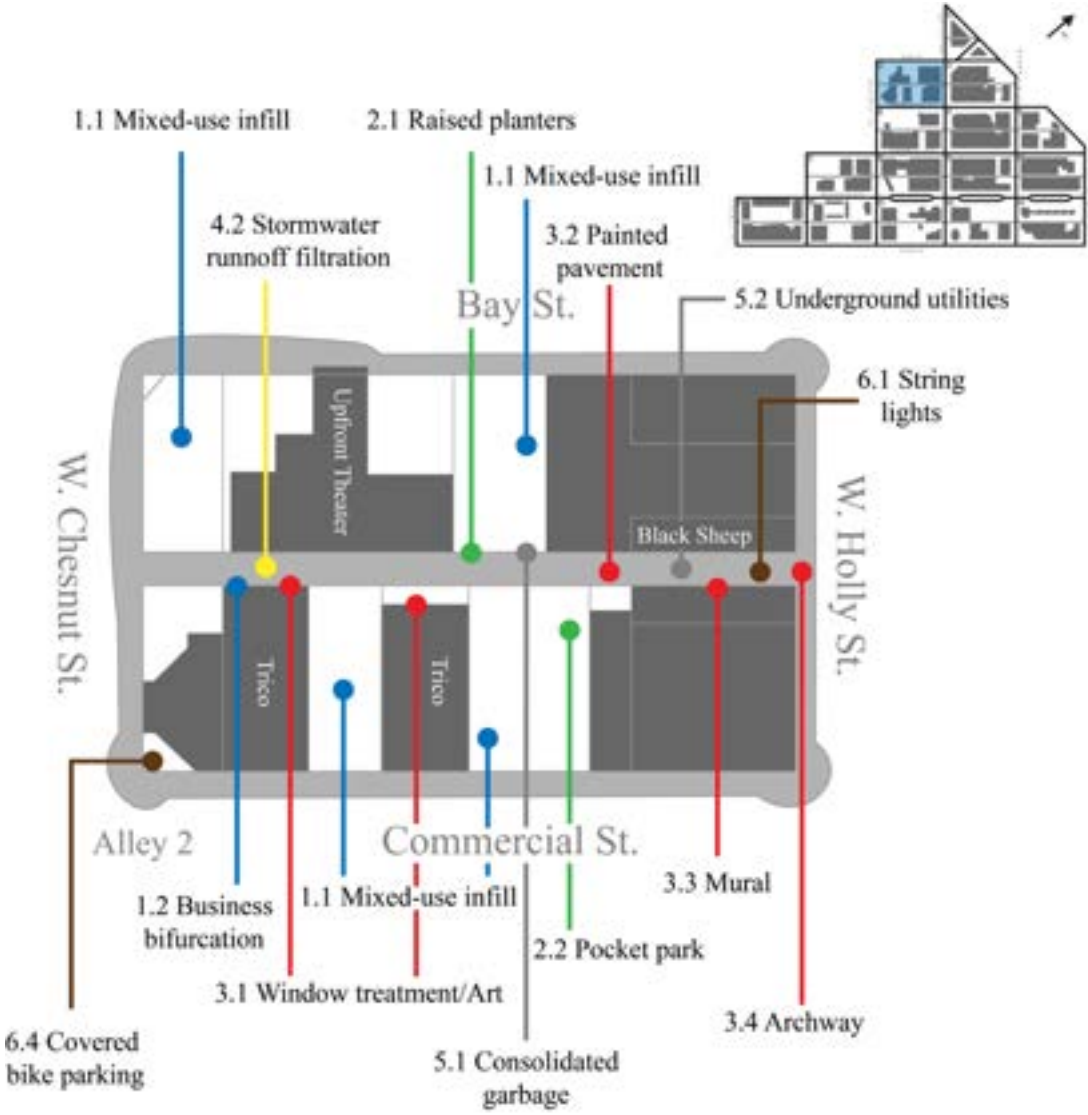 1.1 Mixed-use infill
2.1 Raised planters
1.1 Mixed-use infill
4.2 Stormwater
runnoff filtration
3.2 Painted
pavement
Bay St.
5.2 Underground utilities
6.1 String
lights
Upfront Theater
W. Chesnut St.
W. Holly St.
Black Sheep
Trico
Trico
Alley 2
Commercial St.
1.2 Business
bifurcation
1.1 Mixed-use infill
3.3 Mural
2.2 Pocket park
3.1 Window treatment/Art
3.4 Archway
6.4 Covered
bike parking
5.1 Consolidated
garbage